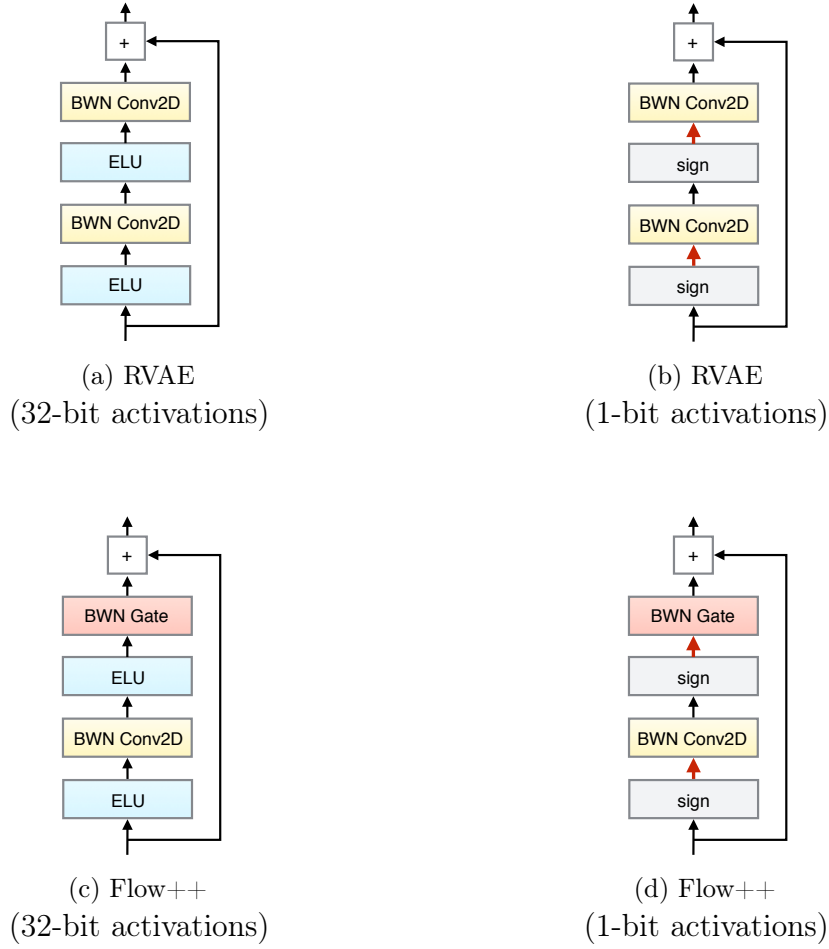 +
BWN Conv2D
ELU
BWN Conv2D
ELU
(a) RVAE
(32-bit activations)
+
BWN Conv2D
sign
BWN Conv2D
sign
(b) RVAE
(1-bit activations)
+
BWN Gate
ELU
BWN Conv2D
ELU
(c) Flow++
(32-bit activations)
+
BWN Gate
sign
BWN Conv2D
sign
(d) Flow++
(1-bit activations)